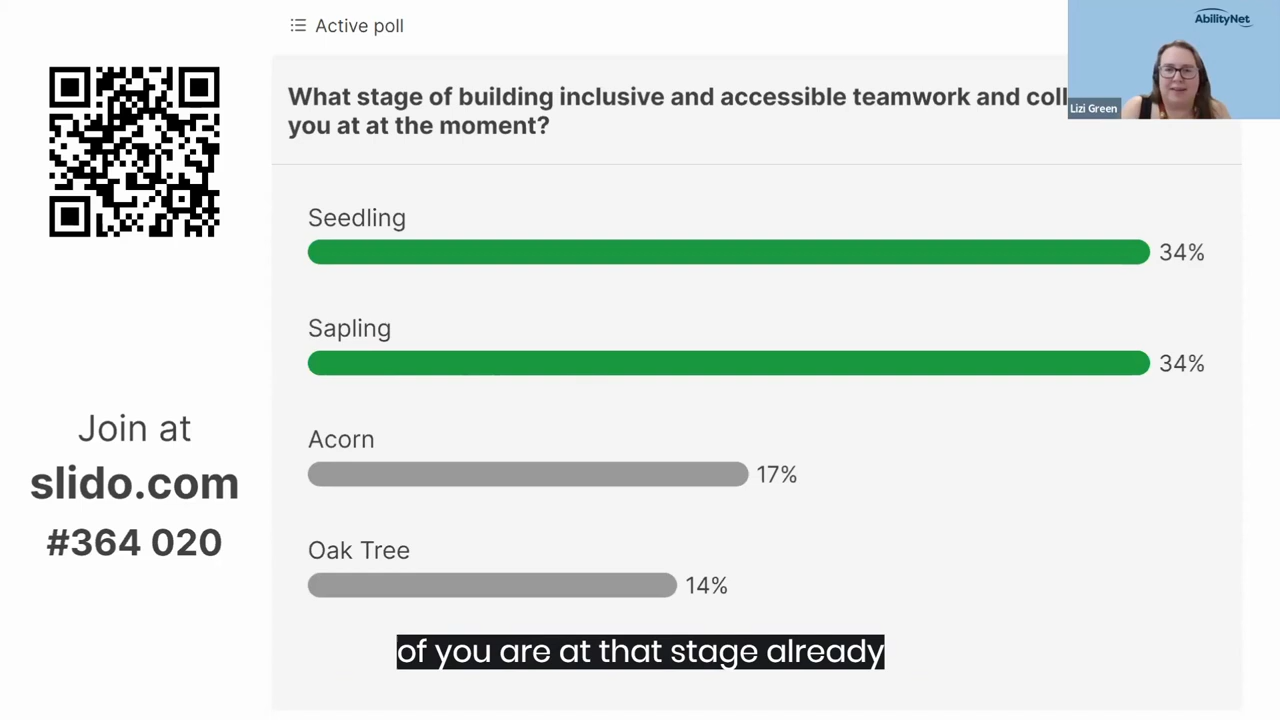 Active poll
AbilityNet
Lizi Green
What stage of building inclusive and accessible teamwork and coll
you at at the moment?
Seedling
34%
Sapling
34%
Acorn
17%
Oak Tree
14%
Join at
slido.com
#364 020
of you are at that stage already